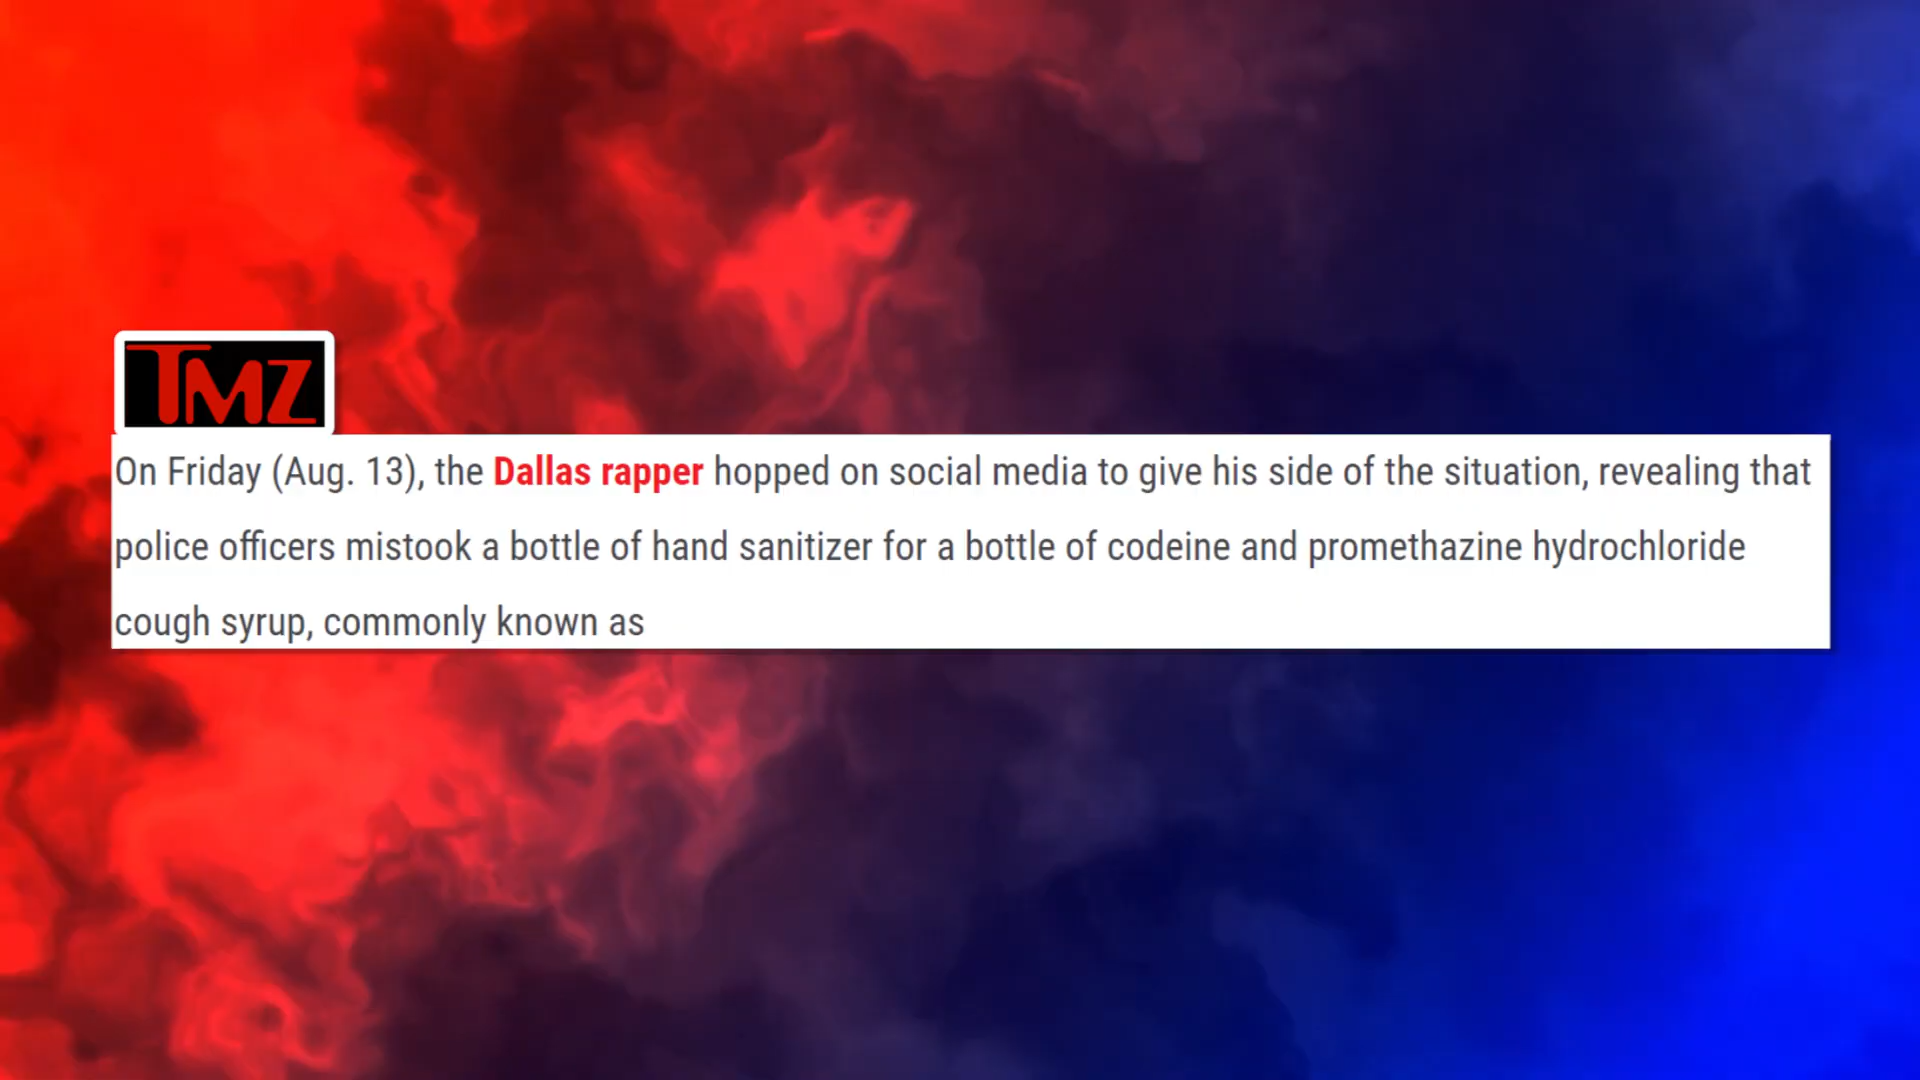 TMZ
On Friday (Aug. 13), the Dallas rapper hopped on social media to give his side of the situation, revealing that
police officers mistook a bottle of hand sanitizer for a bottle of codeine and promethazine hydrochloride
cough syrup, commonly known as